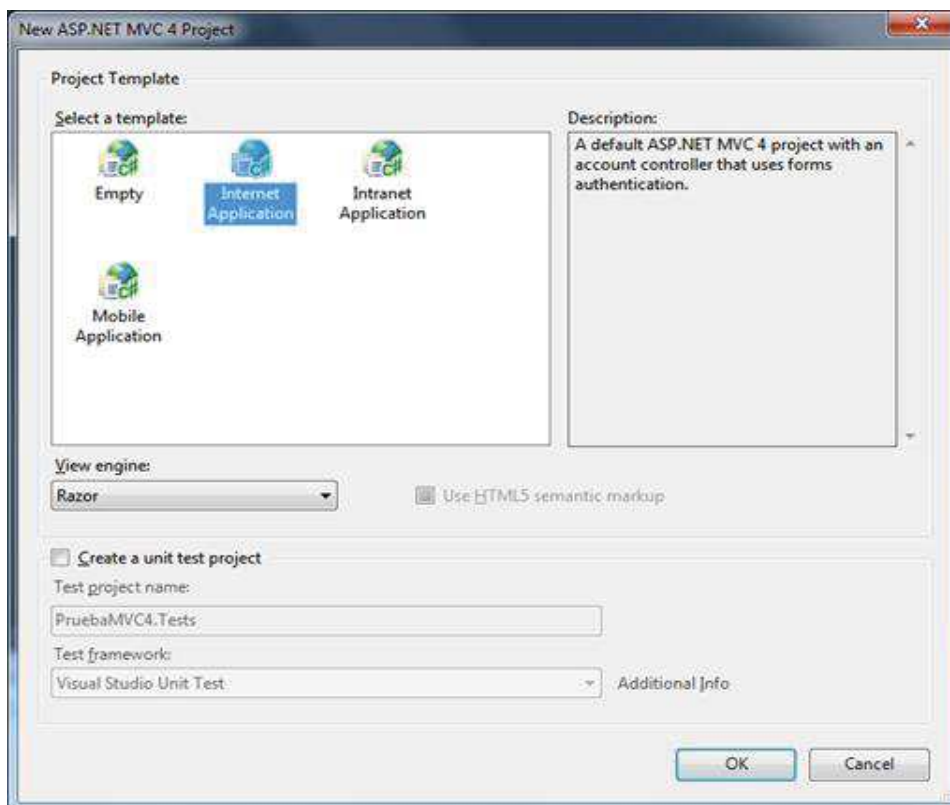 New ASP.NET MVC 4 Project
Project Template
Select a template:
Empty
Internet
Application
Intranet
Application
Mobile
Application
Description:
A default ASP.NET MVC 4 project with an
account controller that uses forms
authentication.
View engine:
Razor
Use HTML5 semantic markup
Create a unit test project
Test project name:
PruebaMVC4.Tests
Test framework:
Visual Studio Unit Test
Additional Info
OK
Cancel